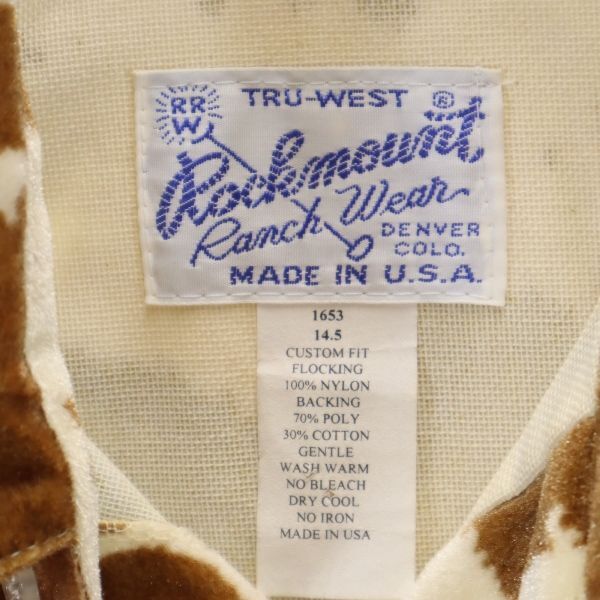 RR
W
TRU-WEST ®
Rockmount
Ranch Wear
DENVER
COLO.
MADE IN U.S.A.
1653
14.5
CUSTOM FIT
FLOCKING
100% NYLON
BACKING
70% POLY
30% COTTON
GENTLE
WASH WARM
NO BLEACH
DRY COOL
NO IRON
MADE IN USA